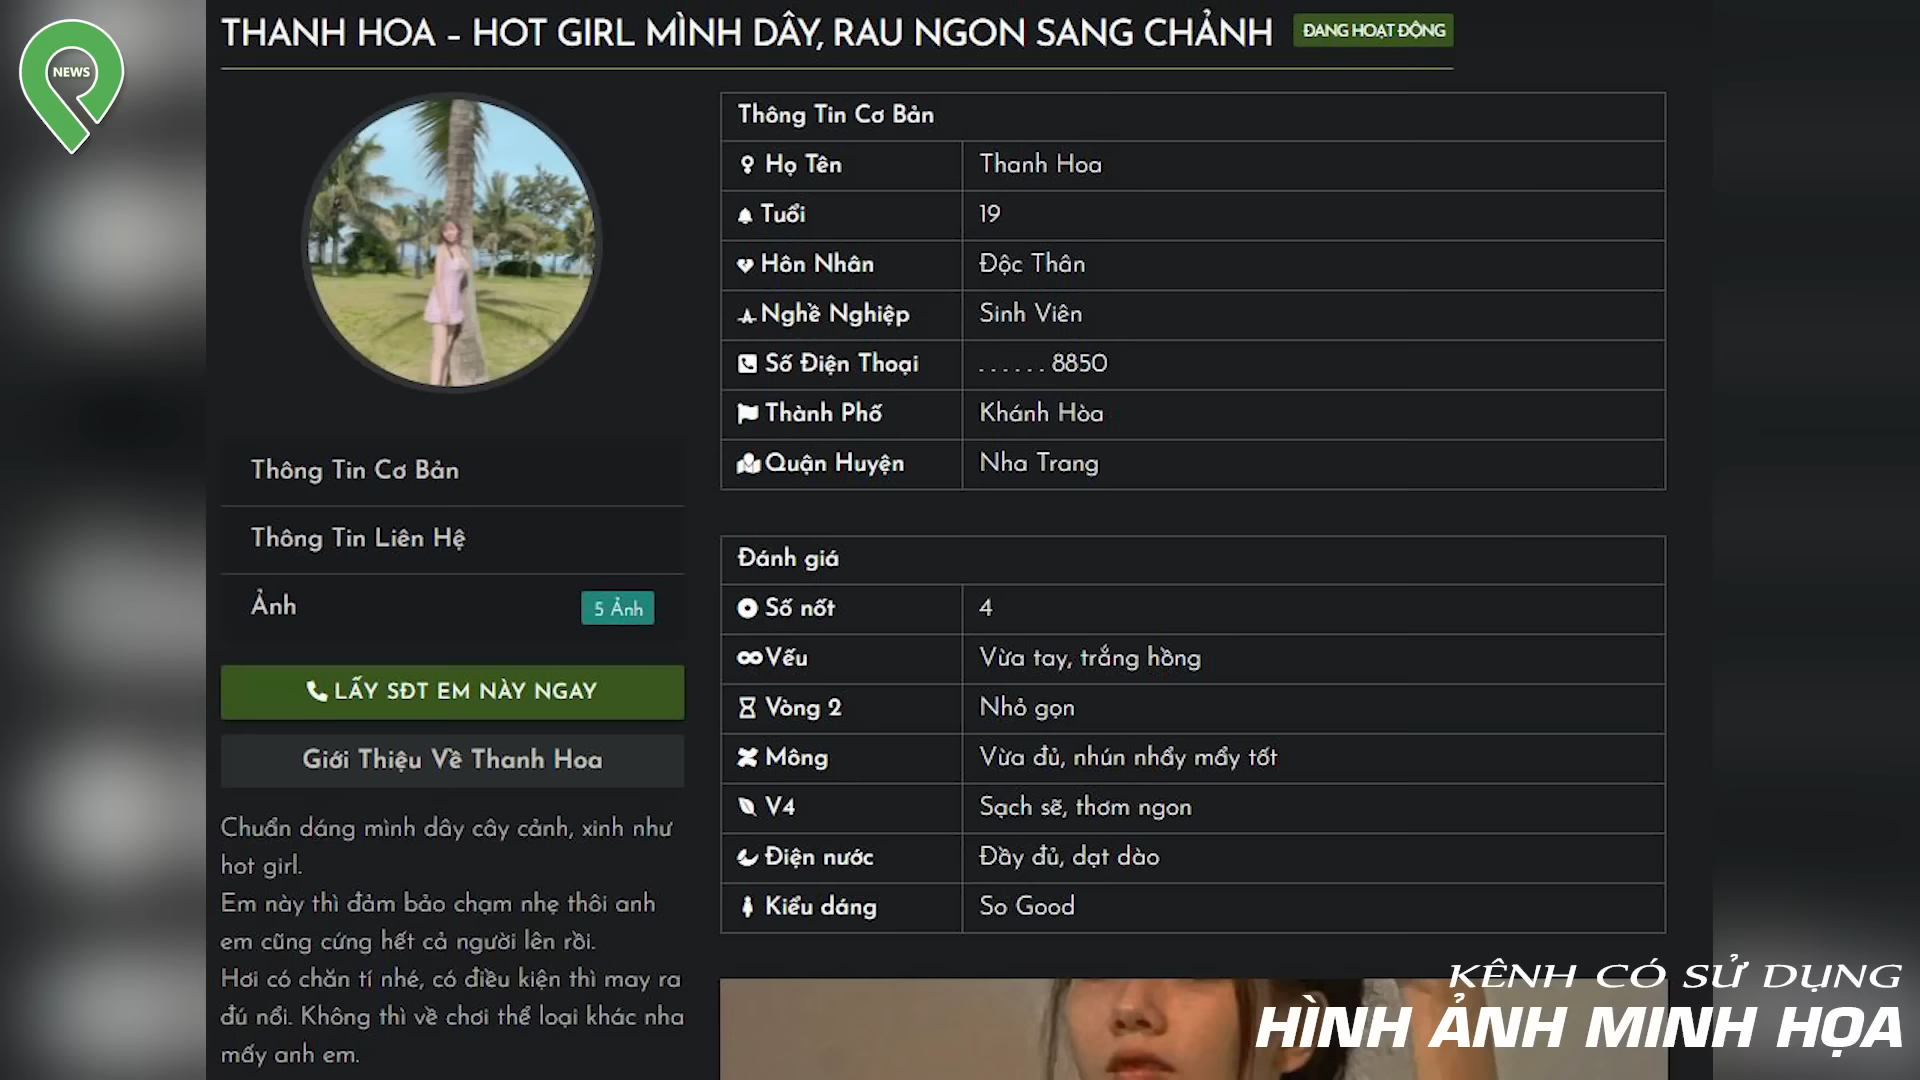 THANH HOA – HOT GIRL MÌNH DÂY, RAU NGON SANG CHẢNH
ĐANG HOẠT ĐỘNG
NEWS
Thông Tin Cơ Bản
Họ Tên Thanh Hoa
Tuổi 19
Hôn Nhân Độc Thân
Nghề Nghiệp Sinh Viên
Số Điện Thoại . . . . . . 8850
Thành Phố Khánh Hòa
Quận Huyện Nha Trang
Thông Tin Cơ Bản
Thông Tin Liên Hệ
Ảnh 5 Ảnh
LẤY SĐT EM NÀY NGAY
Giới Thiệu Về Thanh Hoa
Chuẩn dáng mình dây cây cảnh, xinh như
hot girl.
Em này thì đảm bảo chạm nhẹ thôi anh
em cũng cứng hết cả người lên rồi.
Hơi có chăn tí nhé, có điều kiện thì may ra
đú nổi. Không thì về chơi thể loại khác nha
mấy anh em.
Đánh giá
Số nốt 4
Vếu Vừa tay, trắng hồng
Vòng 2 Nhỏ gọn
Mông Vừa đủ, nhún nhẩy mẩy tốt
V4 Sạch sẽ, thơm ngon
Điện nước Đầy đủ, dạt dào
Kiểu dáng So Good
KÊNH CÓ SỬ DỤNG
HÌNH ẢNH MINH HỌA